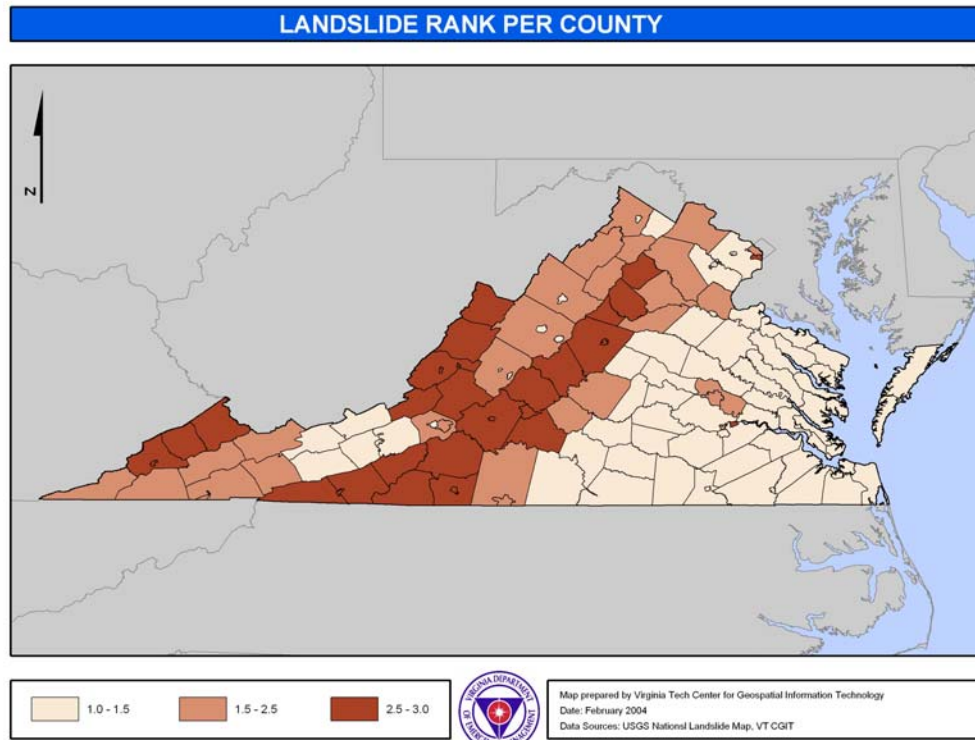 LANDSLIDE RANK PER COUNTY
N
1.0 - 1.5
1.5 - 2.5
2.5 - 3.0
VIRGINIA DEPARTMENT
OF EMERGENCY MANAGEMENT
Map prepared by Virginia Tech Center for Geospatial Information Technology
Date: February 2004
Data Sources: USGS National Landslide Map, VT CGIT